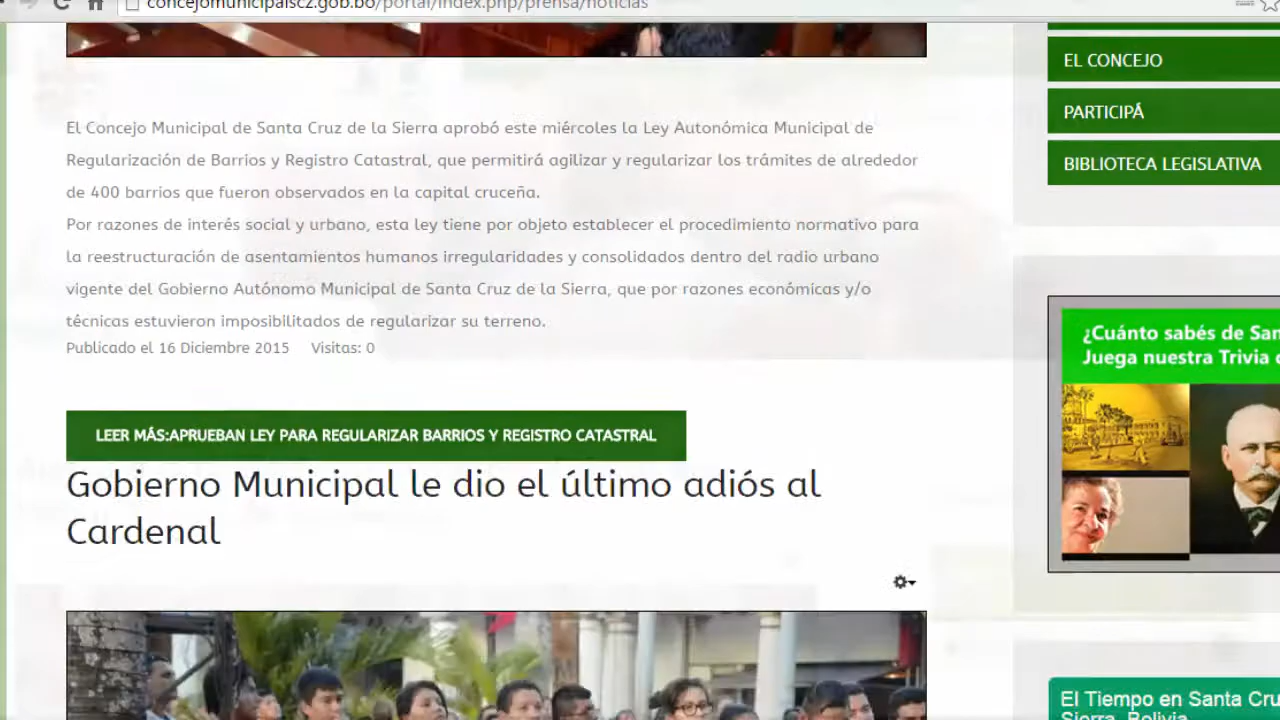 concejomunicipalscz.gob.bo/portal/index.php/prensa/noticias
El Concejo Municipal de Santa Cruz de la Sierra aprobó este miércoles la Ley Autonómica Municipal de
Regularización de Barrios y Registro Catastral, que permitirá agilizar y regularizar los trámites de alrededor
de 400 barrios que fueron observados en la capital cruceña.
Por razones de interés social y urbano, esta ley tiene por objeto establecer el procedimiento normativo para
la reestructuración de asentamientos humanos irregularidades y consolidados dentro del radio urbano
vigente del Gobierno Autónomo Municipal de Santa Cruz de la Sierra, que por razones económicas y/o
técnicas estuvieron imposibilitados de regularizar su terreno.
Publicado el 16 Diciembre 2015 Visitas: 0
LEER MÁS:APRUEBAN LEY PARA REGULARIZAR BARRIOS Y REGISTRO CATASTRAL
Gobierno Municipal le dio el último adiós al
Cardenal
EL CONCEJO
PARTICIPÁ
BIBLIOTECA LEGISLATIVA
¿Cuánto sabés de San
Juega nuestra Trivia
El Tiempo en Santa Cru
Sierra, Bolivia